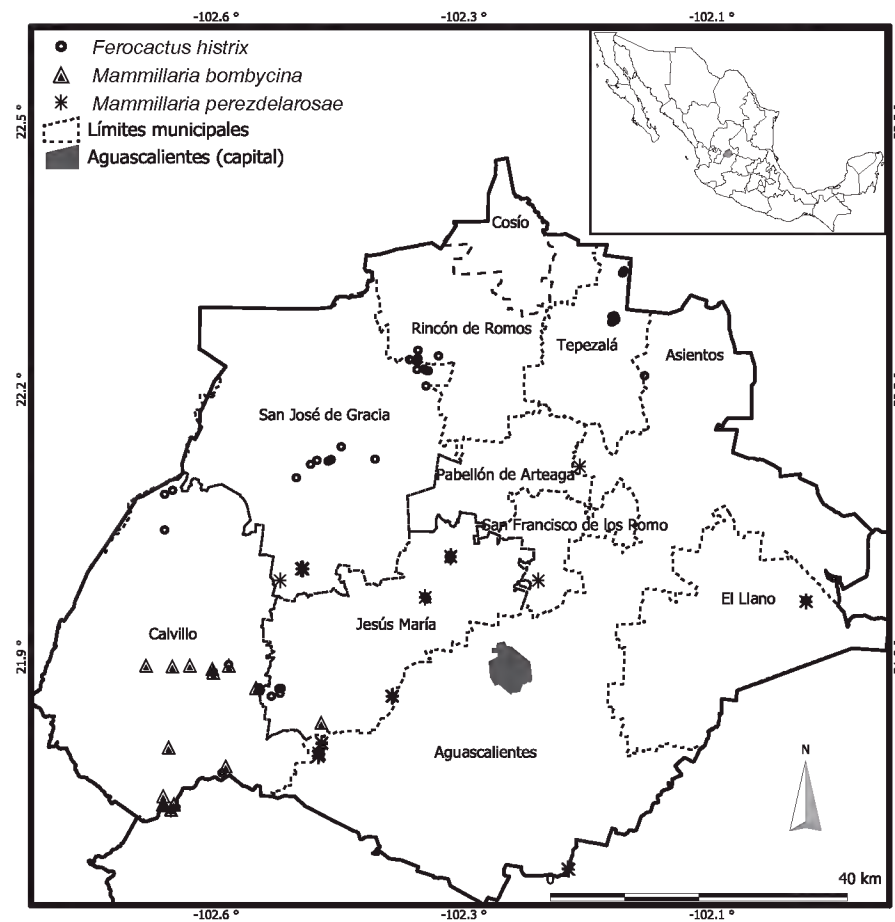 -102.6 °
-102.3 °
-102.1 °
Ferocactus histrix
Mammillaria bombycina
Mammillaria perezdelarosae
Límites municipales
Aguascalientes (capital)
22.5 °
Cosío
Rincón de Romos
Tepezalá
Asientos
22.2 °
San José de Gracia
Pabellón de Arteaga
San Francisco de los Romo
El Llano
Jesús María
Calvillo
21.9 °
Aguascalientes
N
0
40 km
-102.6 °
-102.3 °
-102.1 °